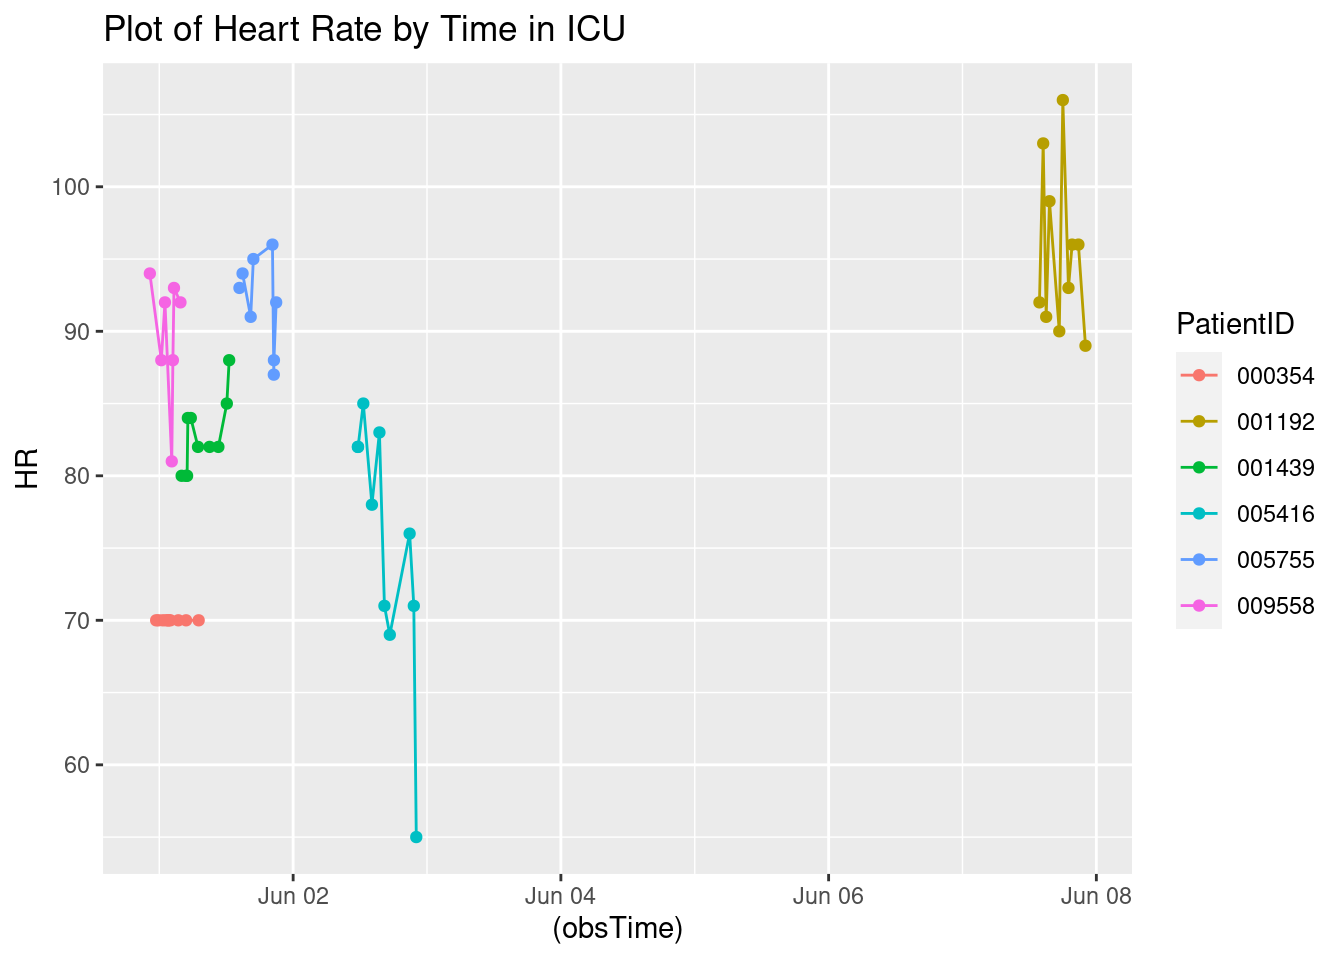 Plot of Heart Rate by Time in ICU
100
90
80
70
60
HR
Jun 02
Jun 04
Jun 06
Jun 08
(obsTime)
PatientID
000354
001192
001439
005416
005755
009558